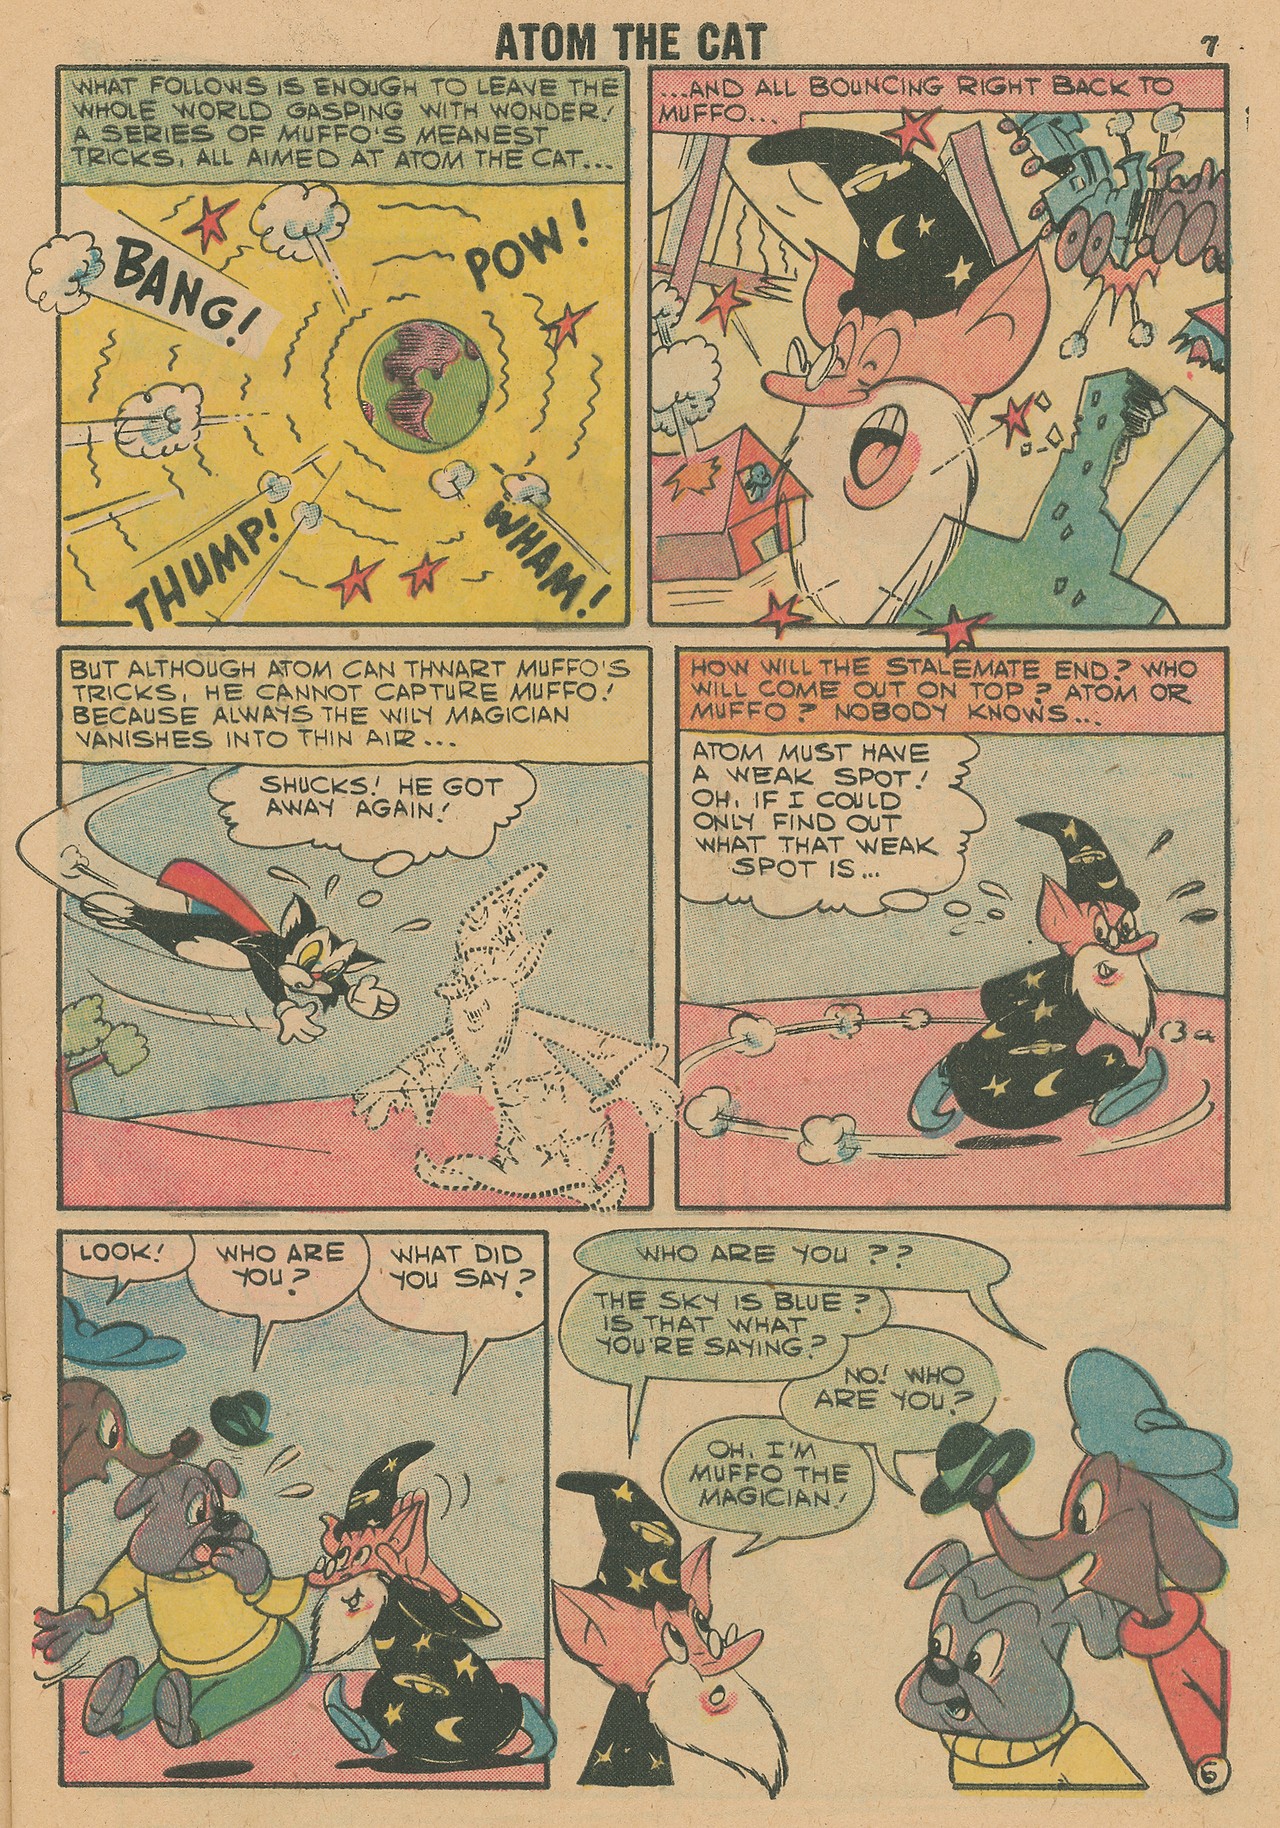 ATOM THE CAT
7
WHAT FOLLOWS IS ENOUGH TO LEAVE THE
WHOLE WORLD GASPING WITH WONDER!
A SERIES OF MUFFO'S MEANEST
TRICKS, ALL AIMED AT ATOM THE CAT...
BANG!
POW!
THUMP!
WHAM!
...AND ALL BOUNCING RIGHT BACK TO
MUFFO...
BUT ALTHOUGH ATOM CAN THWART MUFFO'S
TRICKS, HE CANNOT CAPTURE MUFFO!
BECAUSE ALWAYS THE WILY MAGICIAN
VANISHES INTO THIN AIR...
SHUCKS! HE GOT
AWAY AGAIN!
HOW WILL THE STALEMATE END? WHO
WILL COME OUT ON TOP? ATOM OR
MUFFO? NOBODY KNOWS...
ATOM MUST HAVE
A WEAK SPOT!
OH, IF I COULD
ONLY FIND OUT
WHAT THAT WEAK
SPOT IS...
LOOK!
WHO ARE
YOU?
WHAT DID
YOU SAY?
WHO ARE YOU ??
THE SKY IS BLUE?
IS THAT WHAT
YOU'RE SAYING?
NO! WHO
ARE YOU?
OH, I'M
MUFFO THE
MAGICIAN!
6